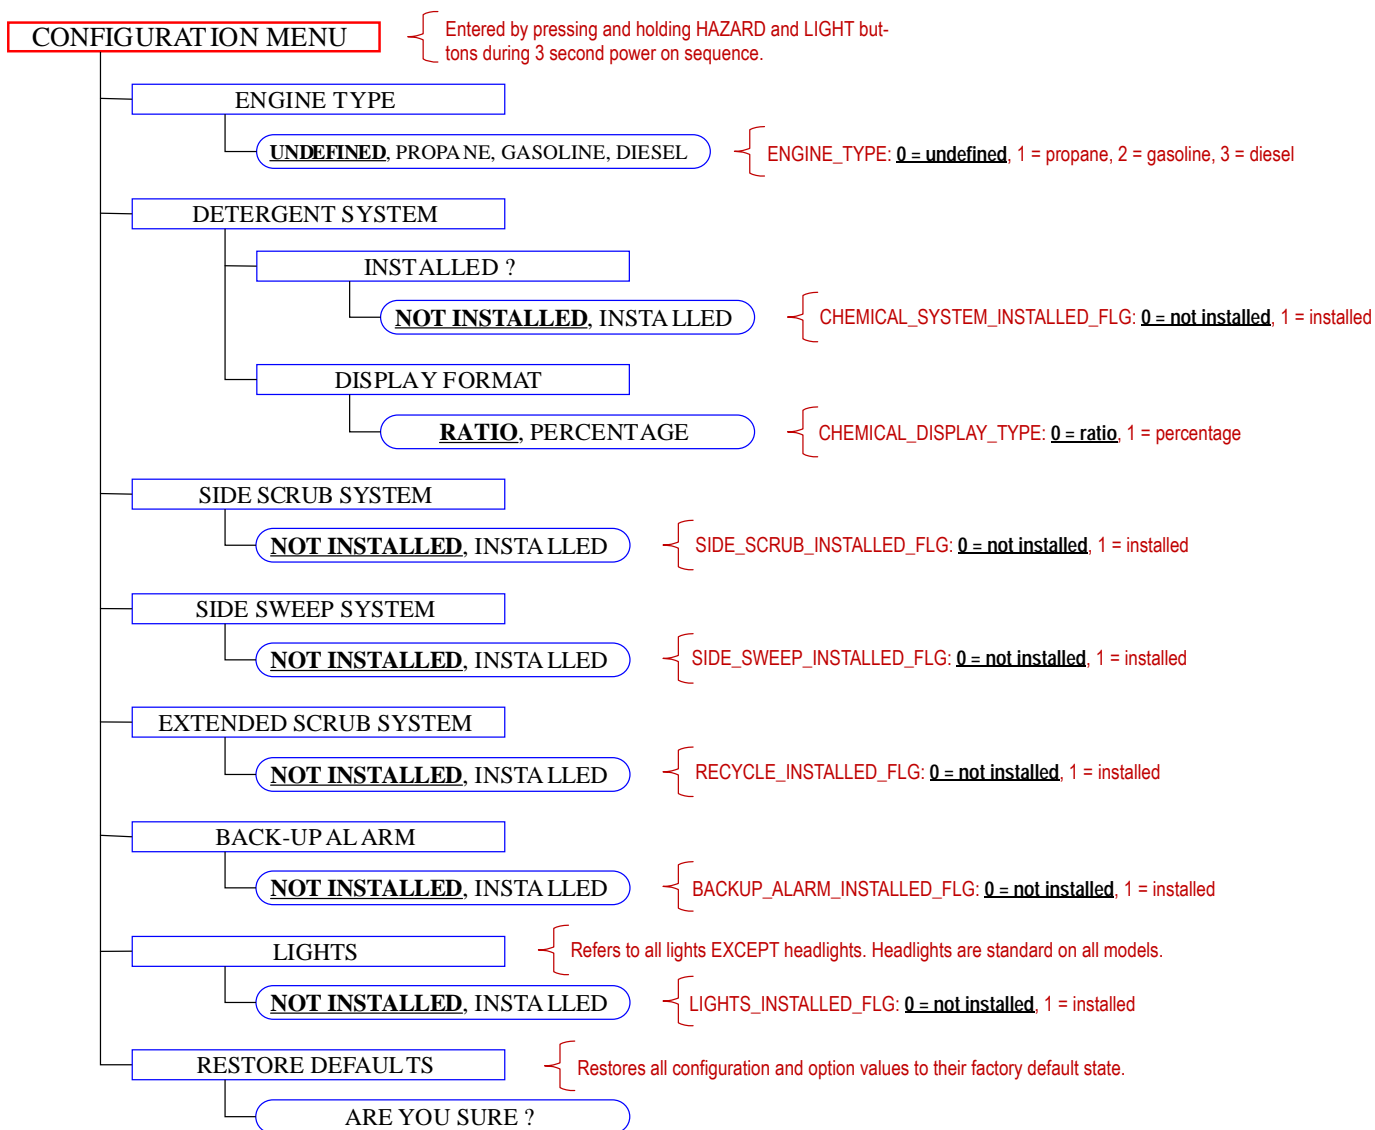 CONFIGURATION MENU
Entered by pressing and holding HAZARD and LIGHT but-
tons during 3 second power on sequence.
ENGINE TYPE
UNDEFINED, PROPANE, GASOLINE, DIESEL
ENGINE_TYPE: 0 = undefined, 1 = propane, 2 = gasoline, 3 = diesel
DETERGENT SYSTEM
INSTALLED ?
NOT INSTALLED, INSTALLED
CHEMICAL_SYSTEM_INSTALLED_FLG: 0 = not installed, 1 = installed
DISPLAY FORMAT
RATIO, PERCENTAGE
CHEMICAL_DISPLAY_TYPE: 0 = ratio, 1 = percentage
SIDE SCRUB SYSTEM
NOT INSTALLED, INSTALLED
SIDE_SCRUB_INSTALLED_FLG: 0 = not installed, 1 = installed
SIDE SWEEP SYSTEM
NOT INSTALLED, INSTALLED
SIDE_SWEEP_INSTALLED_FLG: 0 = not installed, 1 = installed
EXTENDED SCRUB SYSTEM
NOT INSTALLED, INSTALLED
RECYCLE_INSTALLED_FLG: 0 = not installed, 1 = installed
BACK-UP ALARM
NOT INSTALLED, INSTALLED
BACKUP_ALARM_INSTALLED_FLG: 0 = not installed, 1 = installed
LIGHTS
Refers to all lights EXCEPT headlights. Headlights are standard on all models.
NOT INSTALLED, INSTALLED
LIGHTS_INSTALLED_FLG: 0 = not installed, 1 = installed
RESTORE DEFAULTS
Restores all configuration and option values to their factory default state.
ARE YOU SURE ?